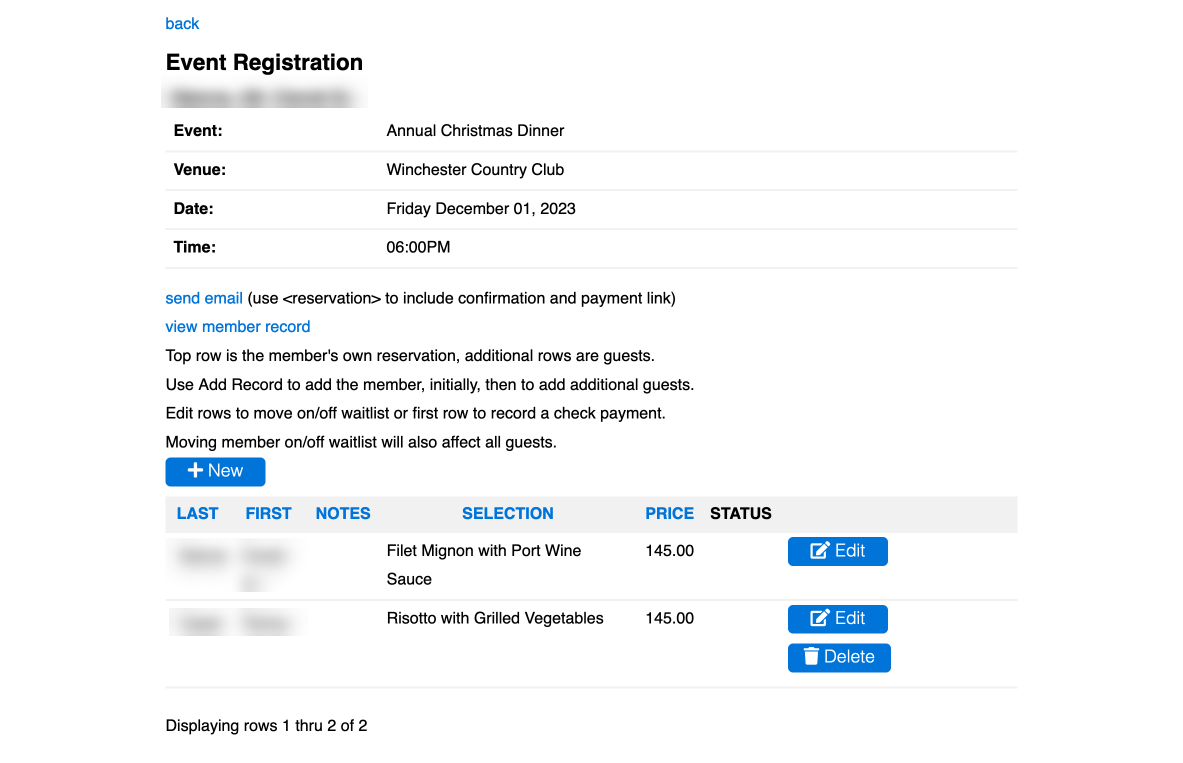 back
Event Registration
Event: Annual Christmas Dinner
Venue: Winchester Country Club
Date: Friday December 01, 2023
Time: 06:00PM
send email (use <reservation> to include confirmation and payment link)
view member record
Top row is the member's own reservation, additional rows are guests.
Use Add Record to add the member, initially, then to add additional guests.
Edit rows to move on/off waitlist or first row to record a check payment.
Moving member on/off waitlist will also affect all guests.
New
LAST FIRST NOTES SELECTION PRICE STATUS
Filet Mignon with Port Wine 145.00 Edit
Sauce
Risotto with Grilled Vegetables 145.00 Edit
Delete
Displaying rows 1 thru 2 of 2